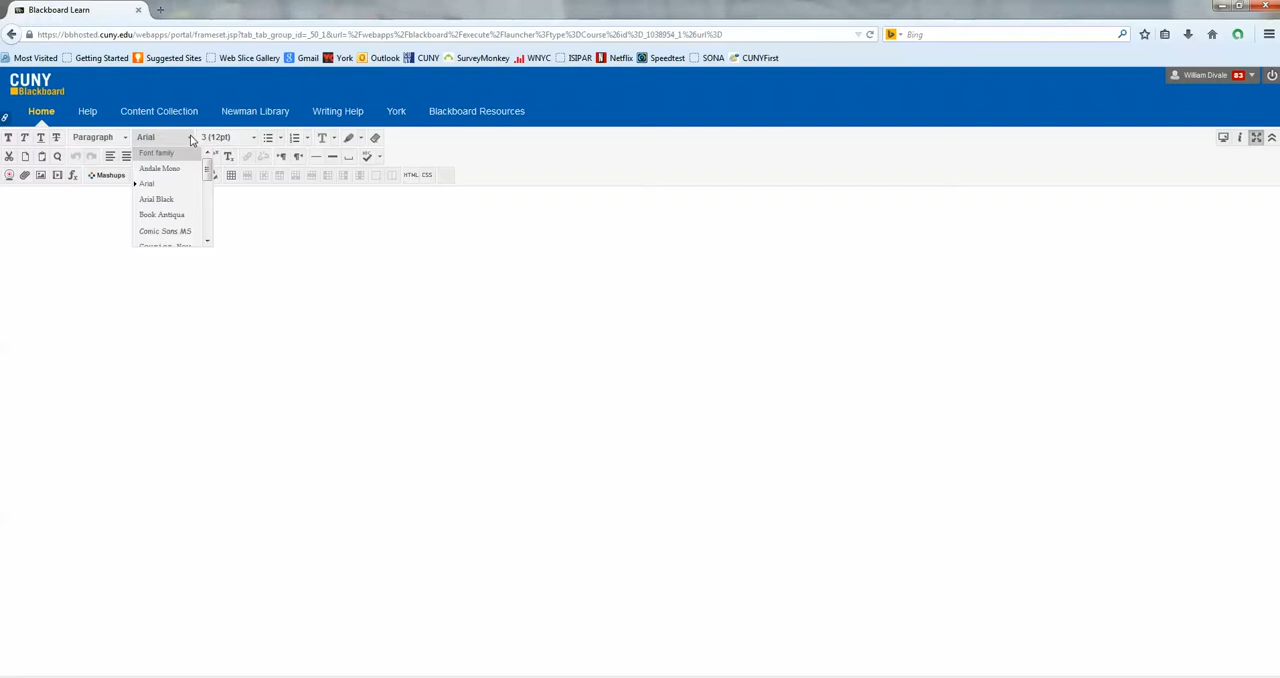 Blackboard Learn
https://bbhosted.cuny.edu/webapps/portal/frameset.jsp?tab_tab_group_id=_50_1&url=%2Fwebapps%2Fblackboard%2Fexecute%2Flauncher%3Ftype%3DCourse%26id%3D_1038954_1%26url%3D
Bing
Most Visited Getting Started Suggested Sites Web Slice Gallery Gmail York Outlook CUNY SurveyMonkey WNYC ISIPAR Netflix Speedtest SONA CUNYFirst
CUNY
Blackboard
William Divale 83
Home Help Content Collection Newman Library Writing Help York Blackboard Resources
T T T T Paragraph Arial 3 (12pt) T
Font family
Andale Mono
Mashups HTML CSS
Arial
Arial Black
Book Antiqua
Comic Sans MS